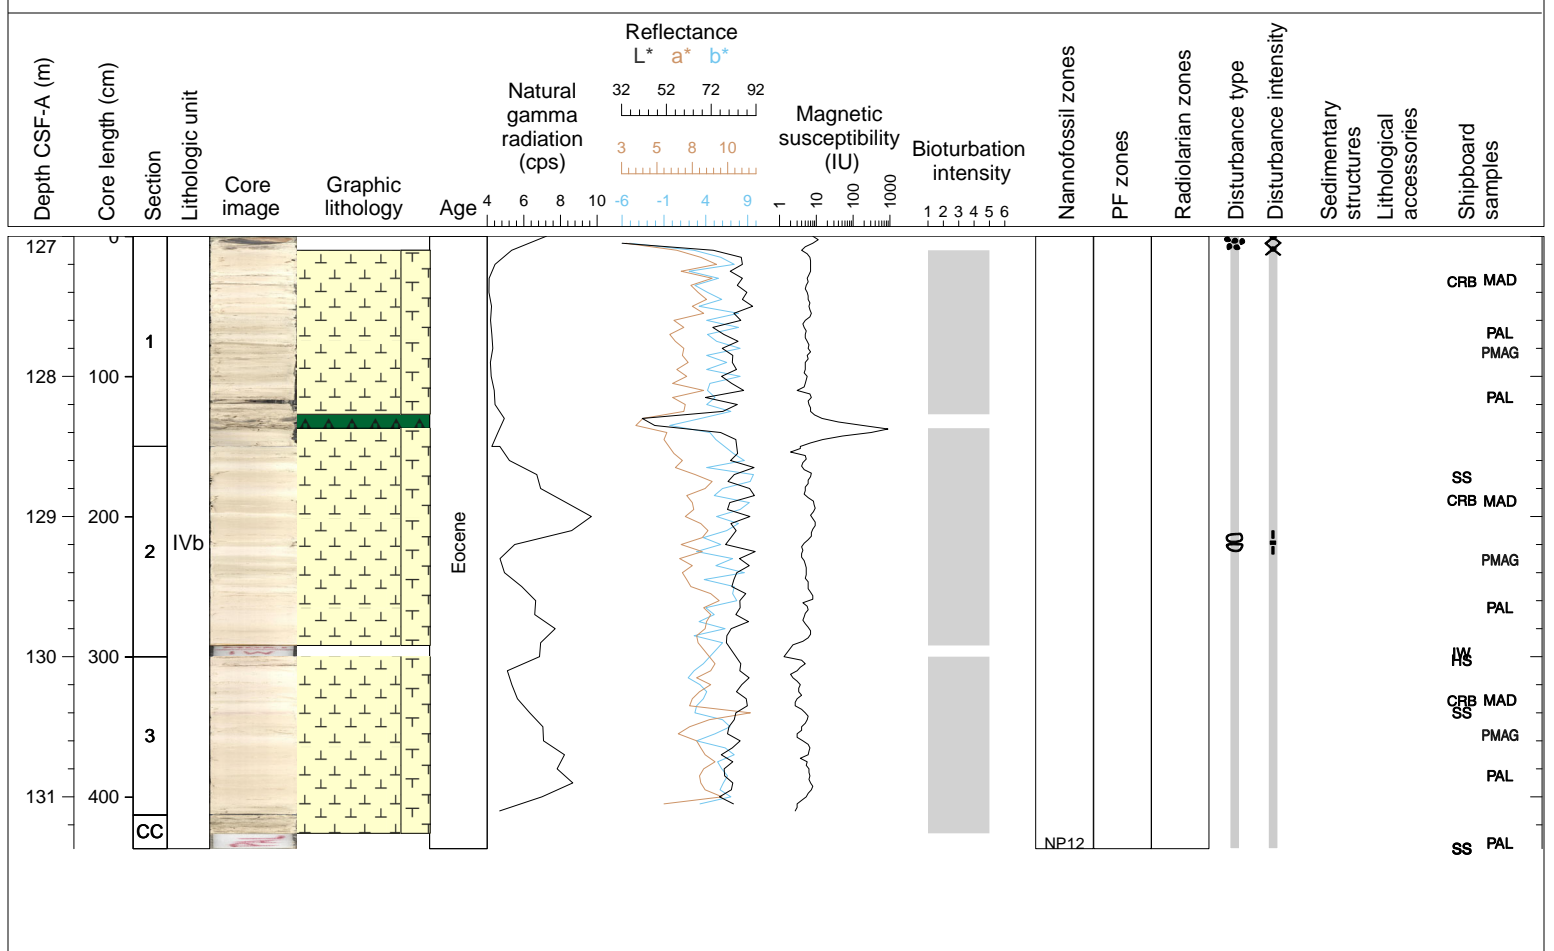 Depth CSF-A (m)
Core length (cm)
Section
Lithologic unit
Core
image
Graphic
lithology
Age
Natural
gamma
radiation
(cps)
4 6 8 10
Reflectance
L* a* b*
32 52 72 92
3 5 8 10
-6 -1 4 9
Magnetic
susceptibility
(IU)
1 10 100 1000
Bioturbation
intensity
1 2 3 4 5 6
Nannofossil zones
PF zones
Radiolarian zones
Disturbance type
Disturbance intensity
Sedimentary
structures
Lithological
accessories
Shipboard
samples
127 0
CRB MAD
PAL
1
PMAG
128 100
PAL
SS
CRB MAD
129 200
IVb
Eocene
2
PMAG
PAL
130 300
IW
HS
CRB MAD
SS
3
PMAG
PAL
131 400
CC
NP12
SS PAL